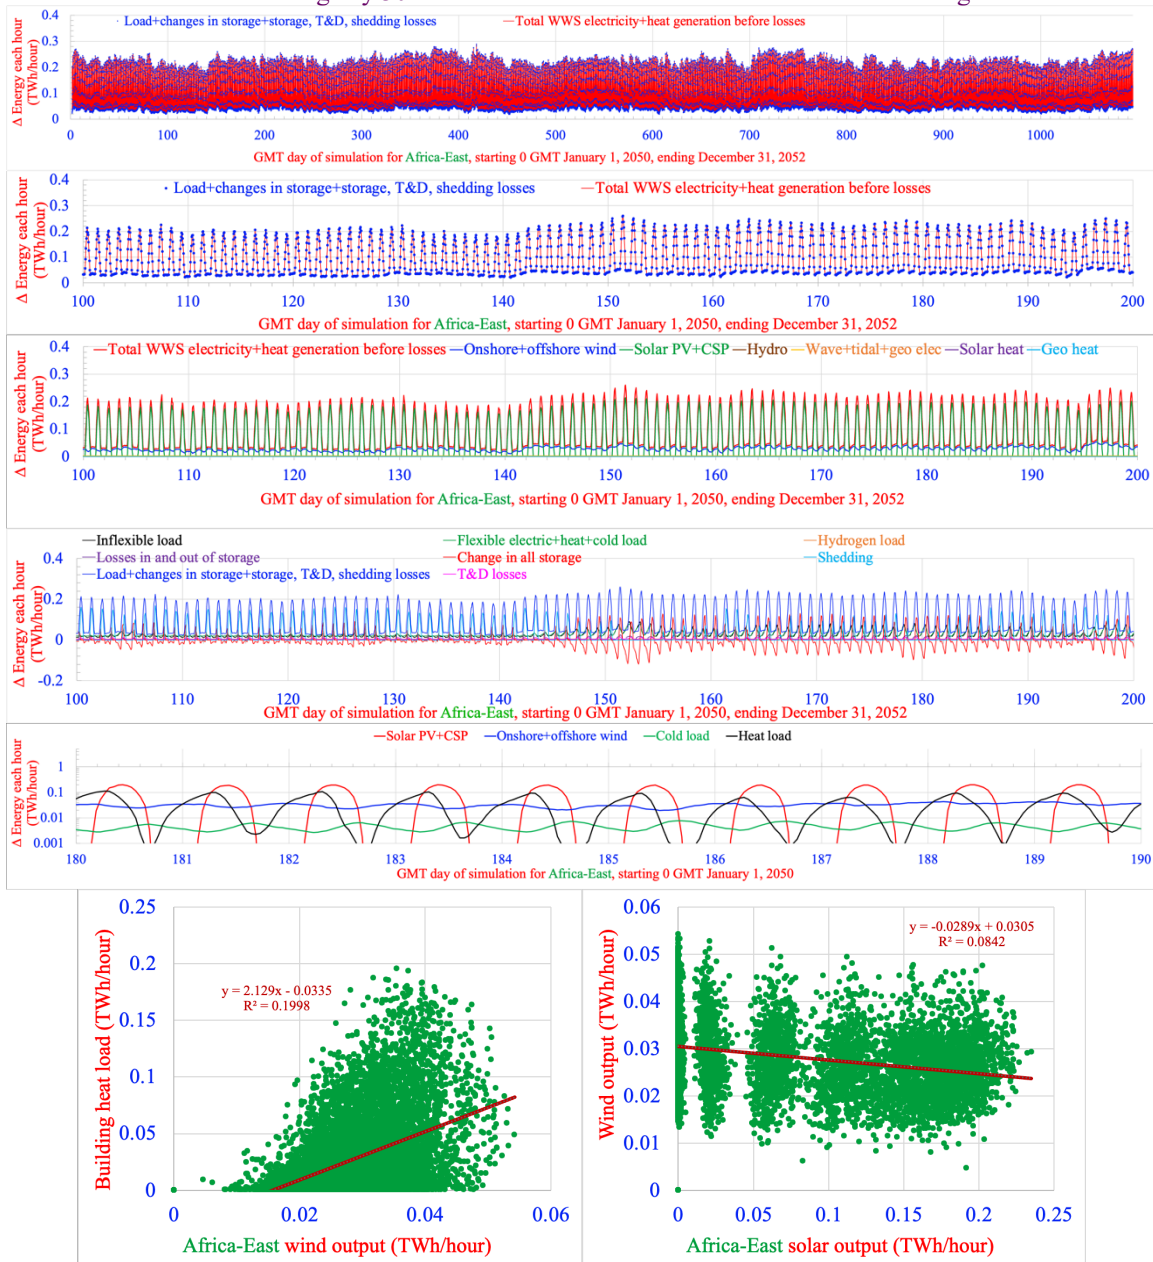 Load+changes in storage+storage, T&D, shedding losses —Total WWS electricity+heat generation before losses
Δ Energy each hour
(TWh/hour)
0.4
0.3
0.2
0.1
0
0 100 200 300 400 500 600 700 800 900 1000
GMT day of simulation for Africa-East, starting 0 GMT January 1, 2050, ending December 31, 2052
Load+changes in storage+storage, T&D, shedding losses —Total WWS electricity+heat generation before losses
Δ Energy each hour
(TWh/hour)
0.4
0.3
0.2
0.1
0
100 110 120 130 140 150 160 170 180 190 200
GMT day of simulation for Africa-East, starting 0 GMT January 1, 2050, ending December 31, 2052
—Total WWS electricity+heat generation before losses —Onshore+offshore wind —Solar PV+CSP —Hydro —Wave+tidal+geo elec —Solar heat —Geo heat
Δ Energy each hour
(TWh/hour)
0.4
0.3
0.2
0.1
0
100 110 120 130 140 150 160 170 180 190 200
GMT day of simulation for Africa-East, starting 0 GMT January 1, 2050, ending December 31, 2052
—Inflexible load —Flexible electric+heat+cold load —Hydrogen load
—Losses in and out of storage —Change in all storage —Shedding
—Load+changes in storage+storage, T&D, shedding losses —T&D losses
Δ Energy each hour
(TWh/hour)
0.4
0.2
0
-0.2
100 110 120 130 140 150 160 170 180 190 200
GMT day of simulation for Africa-East, starting 0 GMT January 1, 2050, ending December 31, 2052
—Solar PV+CSP —Onshore+offshore wind —Cold load —Heat load
Δ Energy each hour
(TWh/hour)
1
0.1
0.01
0.001
180 181 182 183 184 185 186 187 188 189 190
GMT day of simulation for Africa-East, starting 0 GMT January 1, 2050
Building heat load (TWh/hour)
0.25
0.2
0.15
0.1
0.05
0
y = 2.129x - 0.0335
R² = 0.1998
0 0.02 0.04 0.06
Africa-East wind output (TWh/hour)
Wind output (TWh/hour)
0.06
0.05
0.04
0.03
0.02
0.01
0
y = -0.0289x + 0.0305
R² = 0.0842
0 0.05 0.1 0.15 0.2 0.25
Africa-East solar output (TWh/hour)